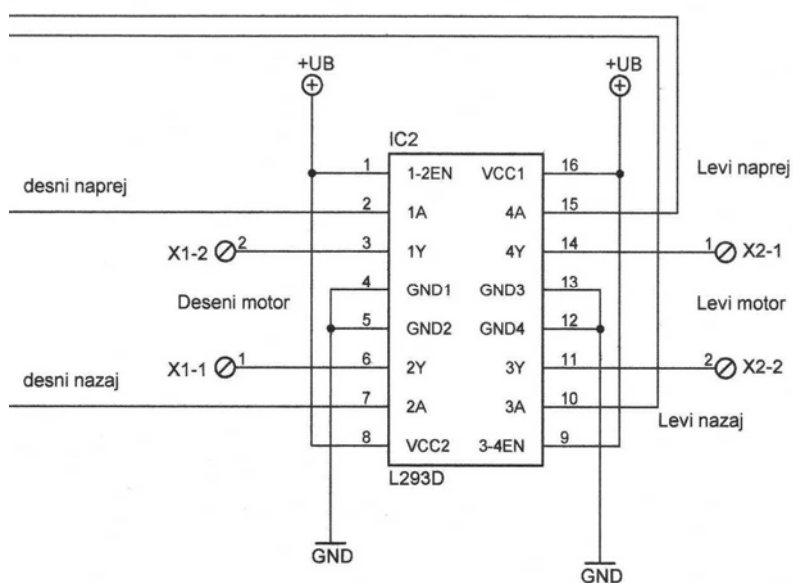 +UB
+UB
IC2
1 1-2EN VCC1 16
Levi naprej
desni naprej
2 1A 4A 15
X1-2 2 3 1Y 4Y 14 1 X2-1
4 GND1 GND3 13
Deseni motor
Levi motor
5 GND2 GND4 12
X1-1 1 6 2Y 3Y 11 2 X2-2
desni nazaj
7 2A 3A 10
Levi nazaj
8 VCC2 3-4EN 9
L293D
GND
GND